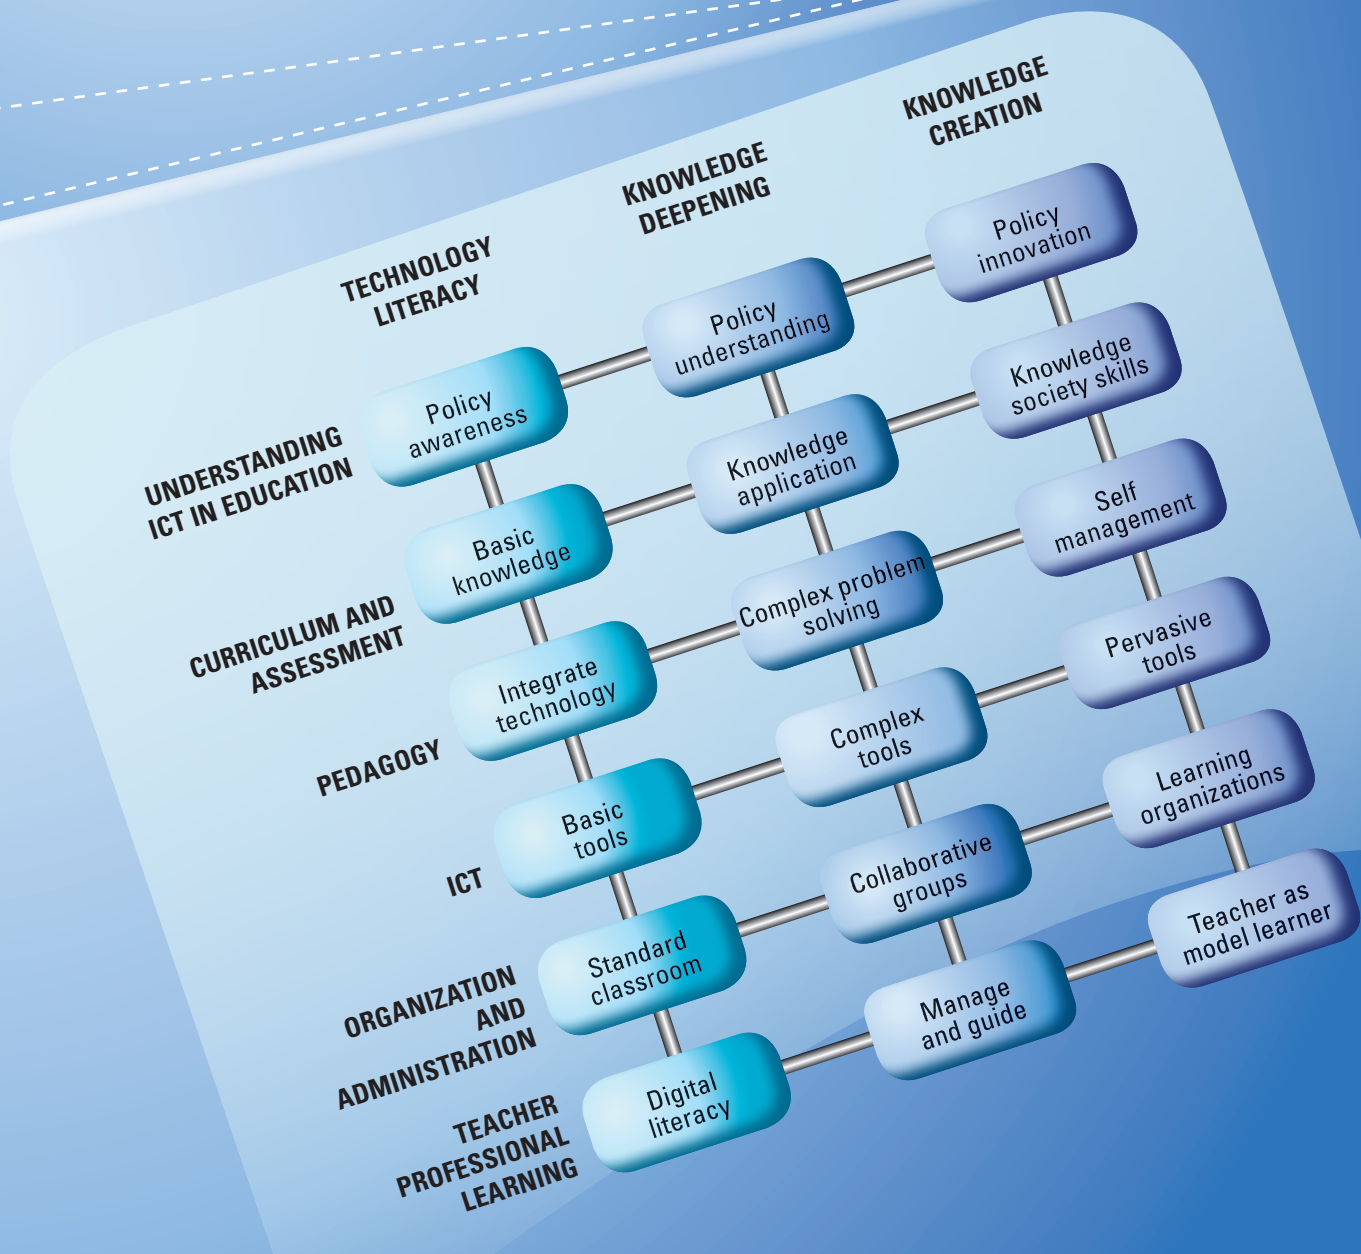 TECHNOLOGY
LITERACY
KNOWLEDGE
DEEPENING
KNOWLEDGE
CREATION
UNDERSTANDING
ICT IN EDUCATION
Policy
awareness
Policy
understanding
Policy
innovation
CURRICULUM AND
ASSESSMENT
Basic
knowledge
Knowledge
application
Knowledge
society skills
PEDAGOGY
Integrate
technology
Complex problem
solving
Self
management
ICT
Basic
tools
Complex
tools
Pervasive
tools
ORGANIZATION
AND
ADMINISTRATION
Standard
classroom
Collaborative
groups
Learning
organizations
TEACHER
PROFESSIONAL
LEARNING
Digital
literacy
Manage
and guide
Teacher as
model learner